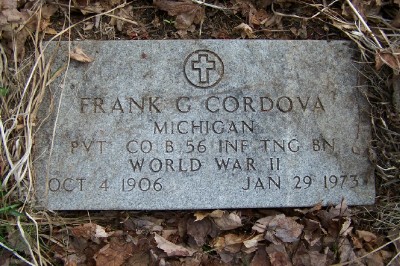 FRANK G CORDOVA
MICHIGAN
PVT CO B 56 INF TNG BN
WORLD WAR II
OCT 4 1906 JAN 29 1973